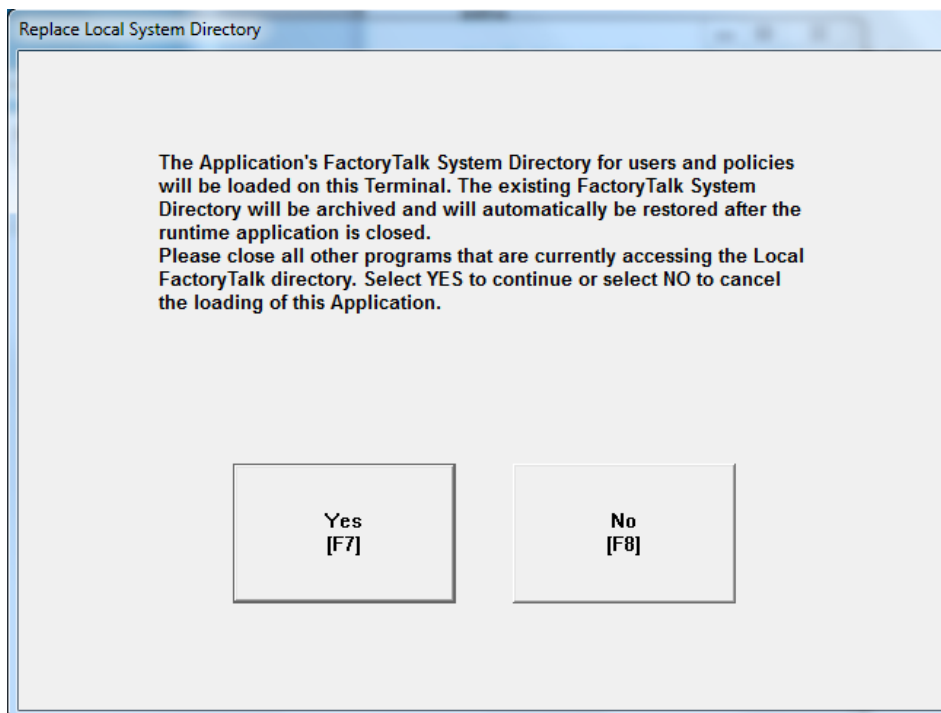 Replace Local System Directory
The Application's FactoryTalk System Directory for users and policies
will be loaded on this Terminal. The existing FactoryTalk System
Directory will be archived and will automatically be restored after the
runtime application is closed.
Please close all other programs that are currently accessing the Local
FactoryTalk directory. Select YES to continue or select NO to cancel
the loading of this Application.
Yes
[F7]
No
[F8]